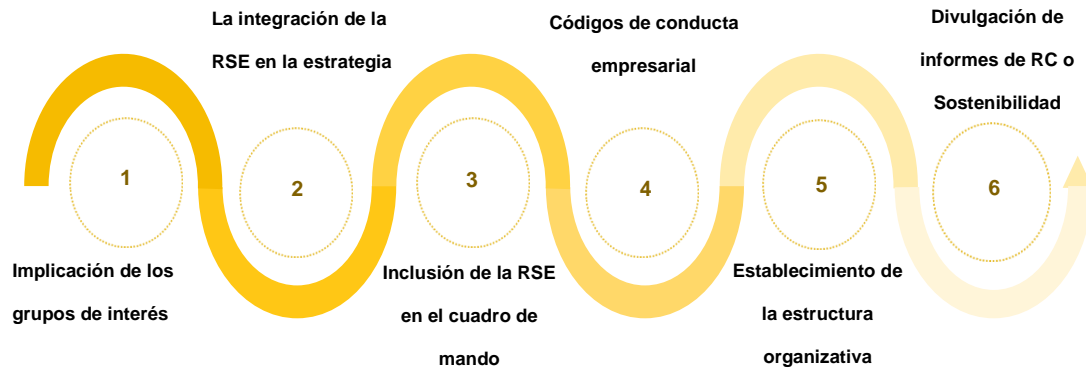 1
Implicación de los
grupos de interés
La integración de la
RSE en la estrategia
2
3
Inclusión de la RSE
en el cuadro de
mando
Códigos de conducta
empresarial
4
5
Establecimiento de
la estructura
organizativa
Divulgación de
informes de RC o
Sostenibilidad
6